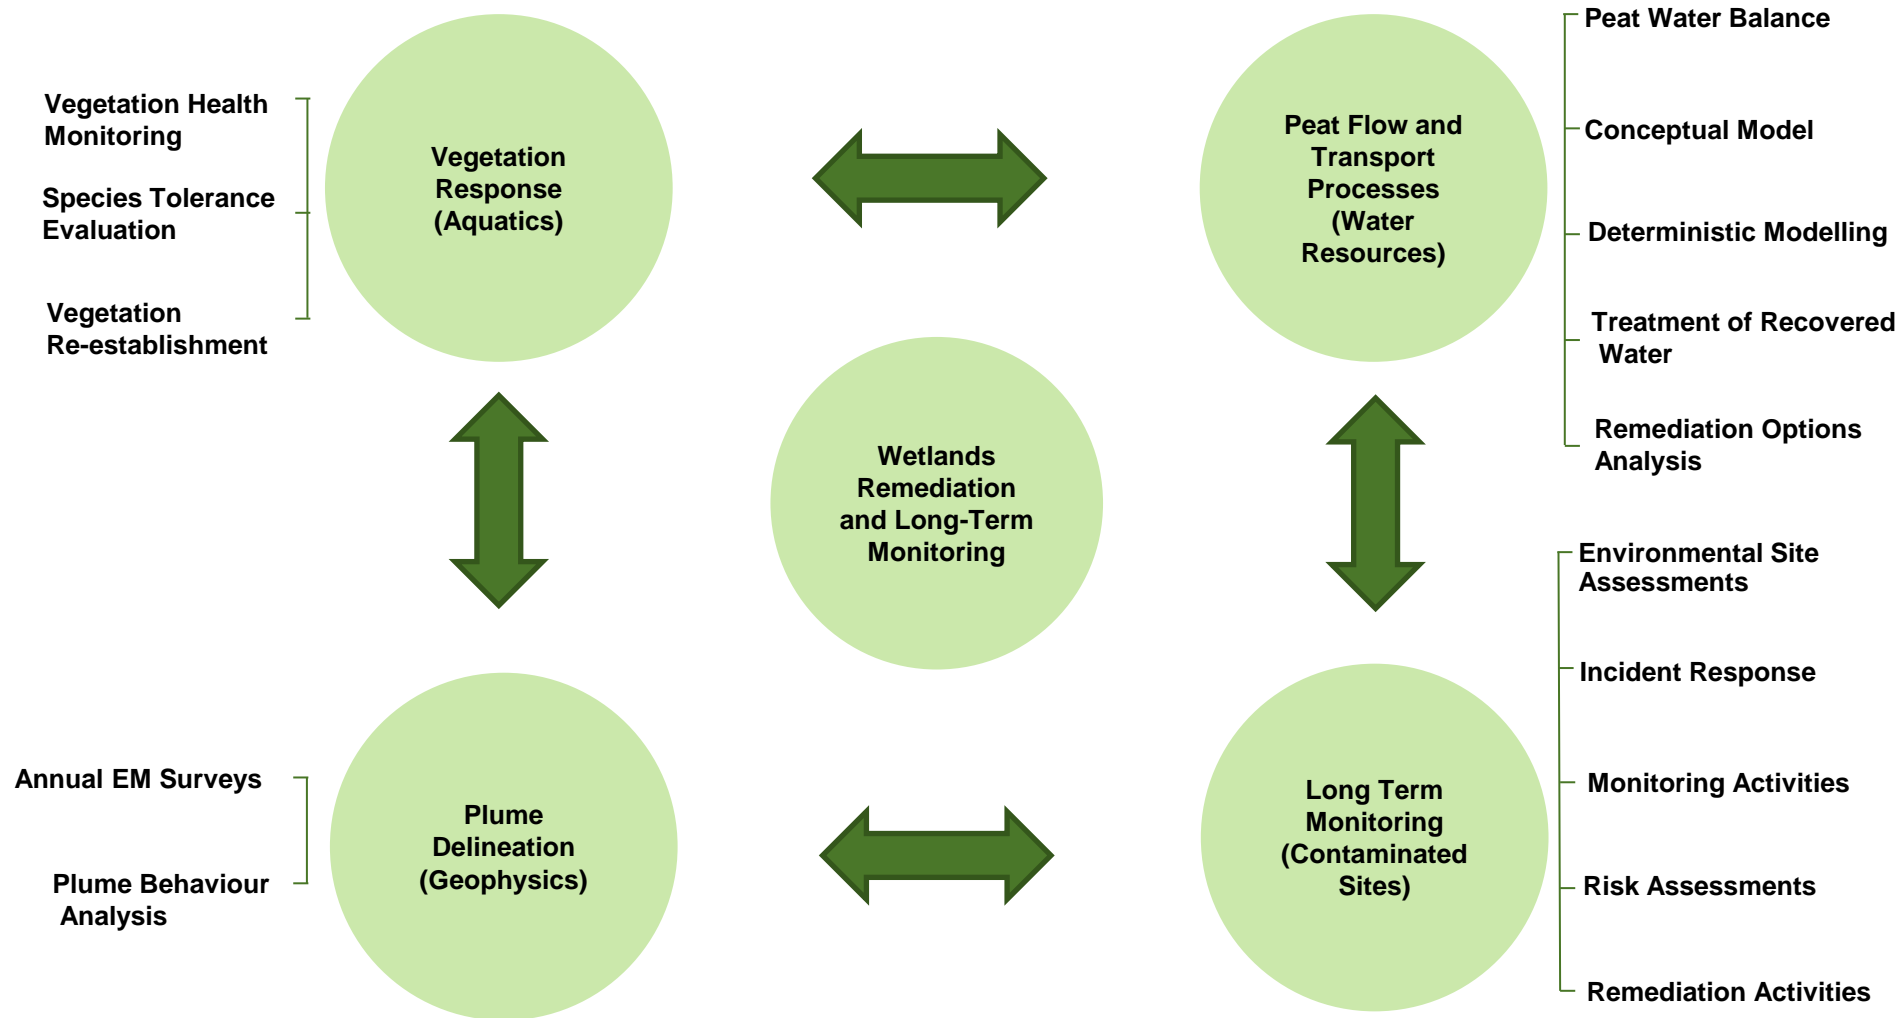 Vegetation Health
Monitoring
Species Tolerance
Evaluation
Vegetation
Re-establishment
Vegetation
Response
(Aquatics)
Peat Flow and
Transport
Processes
(Water
Resources)
Peat Water Balance
Conceptual Model
Deterministic Modelling
Treatment of Recovered
Water
Remediation Options
Analysis
Wetlands
Remediation
and Long-Term
Monitoring
Annual EM Surveys
Plume Behaviour
Analysis
Plume
Delineation
(Geophysics)
Long Term
Monitoring
(Contaminated
Sites)
Environmental Site
Assessments
Incident Response
Monitoring Activities
Risk Assessments
Remediation Activities